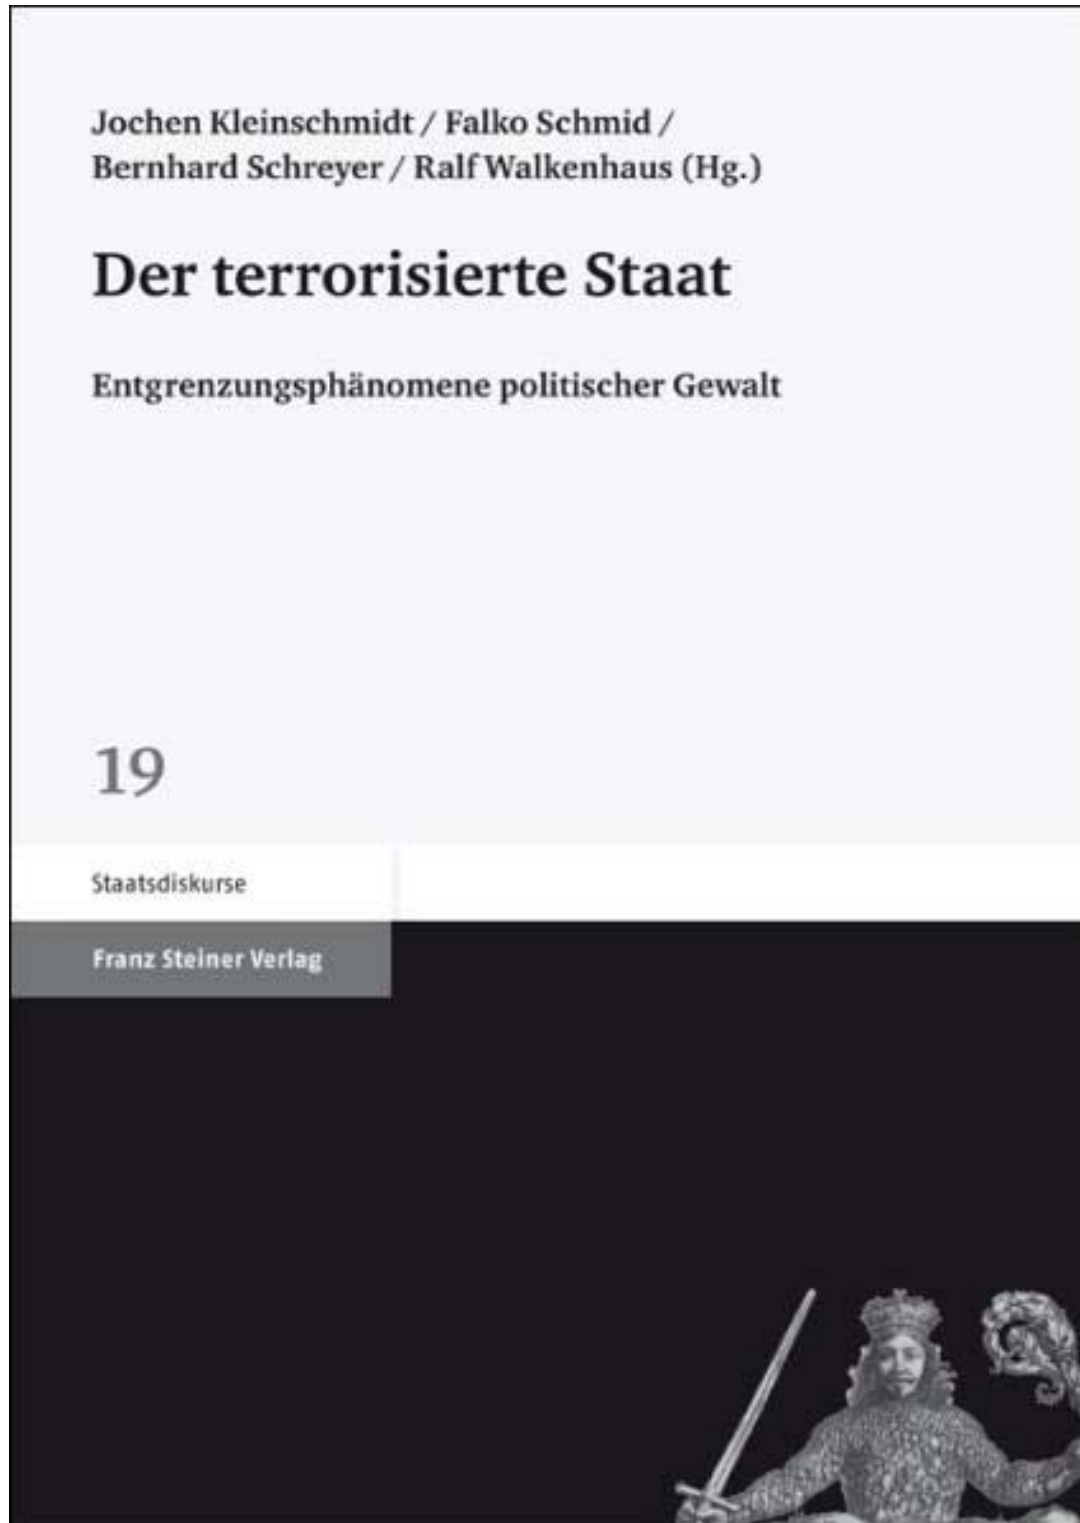 Jochen Kleinschmidt / Falko Schmid /
Bernhard Schreyer / Ralf Walkenhaus (Hg.)
Der terrorisierte Staat
Entgrenzungsphänomene politischer Gewalt
19
Staatsdiskurse
Franz Steiner Verlag